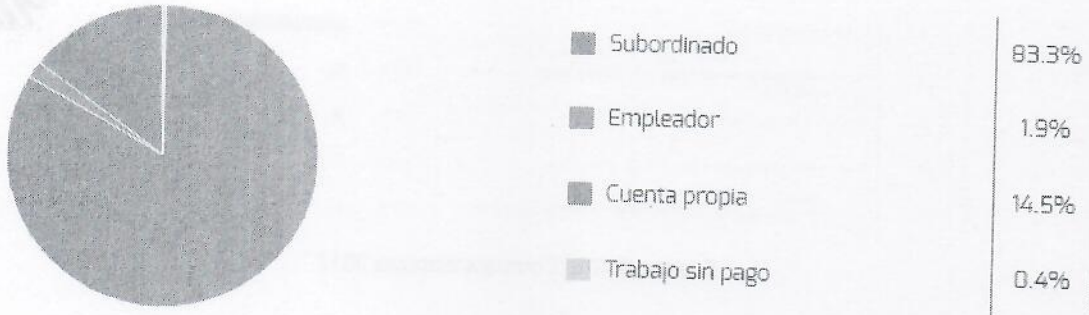 Subordinado 83.3%
Empleador 1.9%
Cuenta propia 14.5%
Trabajo sin pago 0.4%